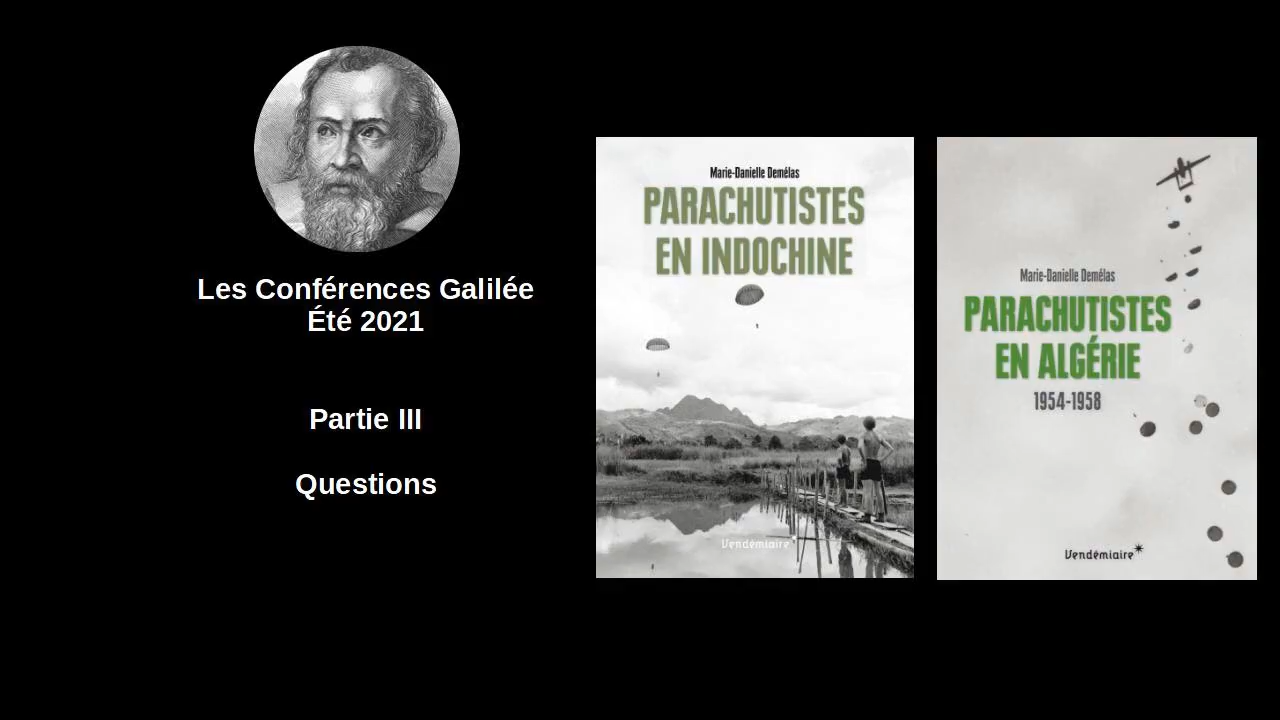 Les Conférences Galilée
Été 2021
Partie III
Questions
Marie-Danielle Demélas
PARACHUTISTES
EN INDOCHINE
Vendémiaire
Marie-Danielle Demélas
PARACHUTISTES
EN ALGÉRIE
1954-1958
Vendémiaire